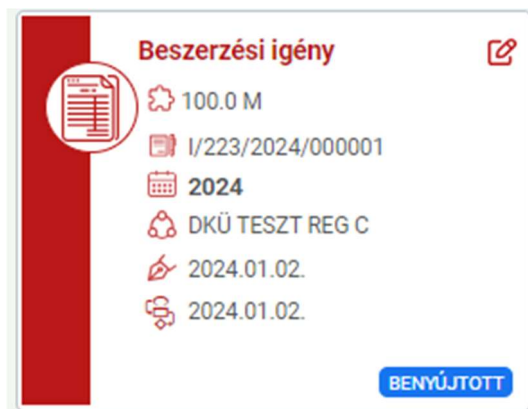 Beszerzési igény
100.0 M
I/223/2024/000001
2024
DKÜ TESZT REG C
2024.01.02.
2024.01.02.
BENYÚJTOTT